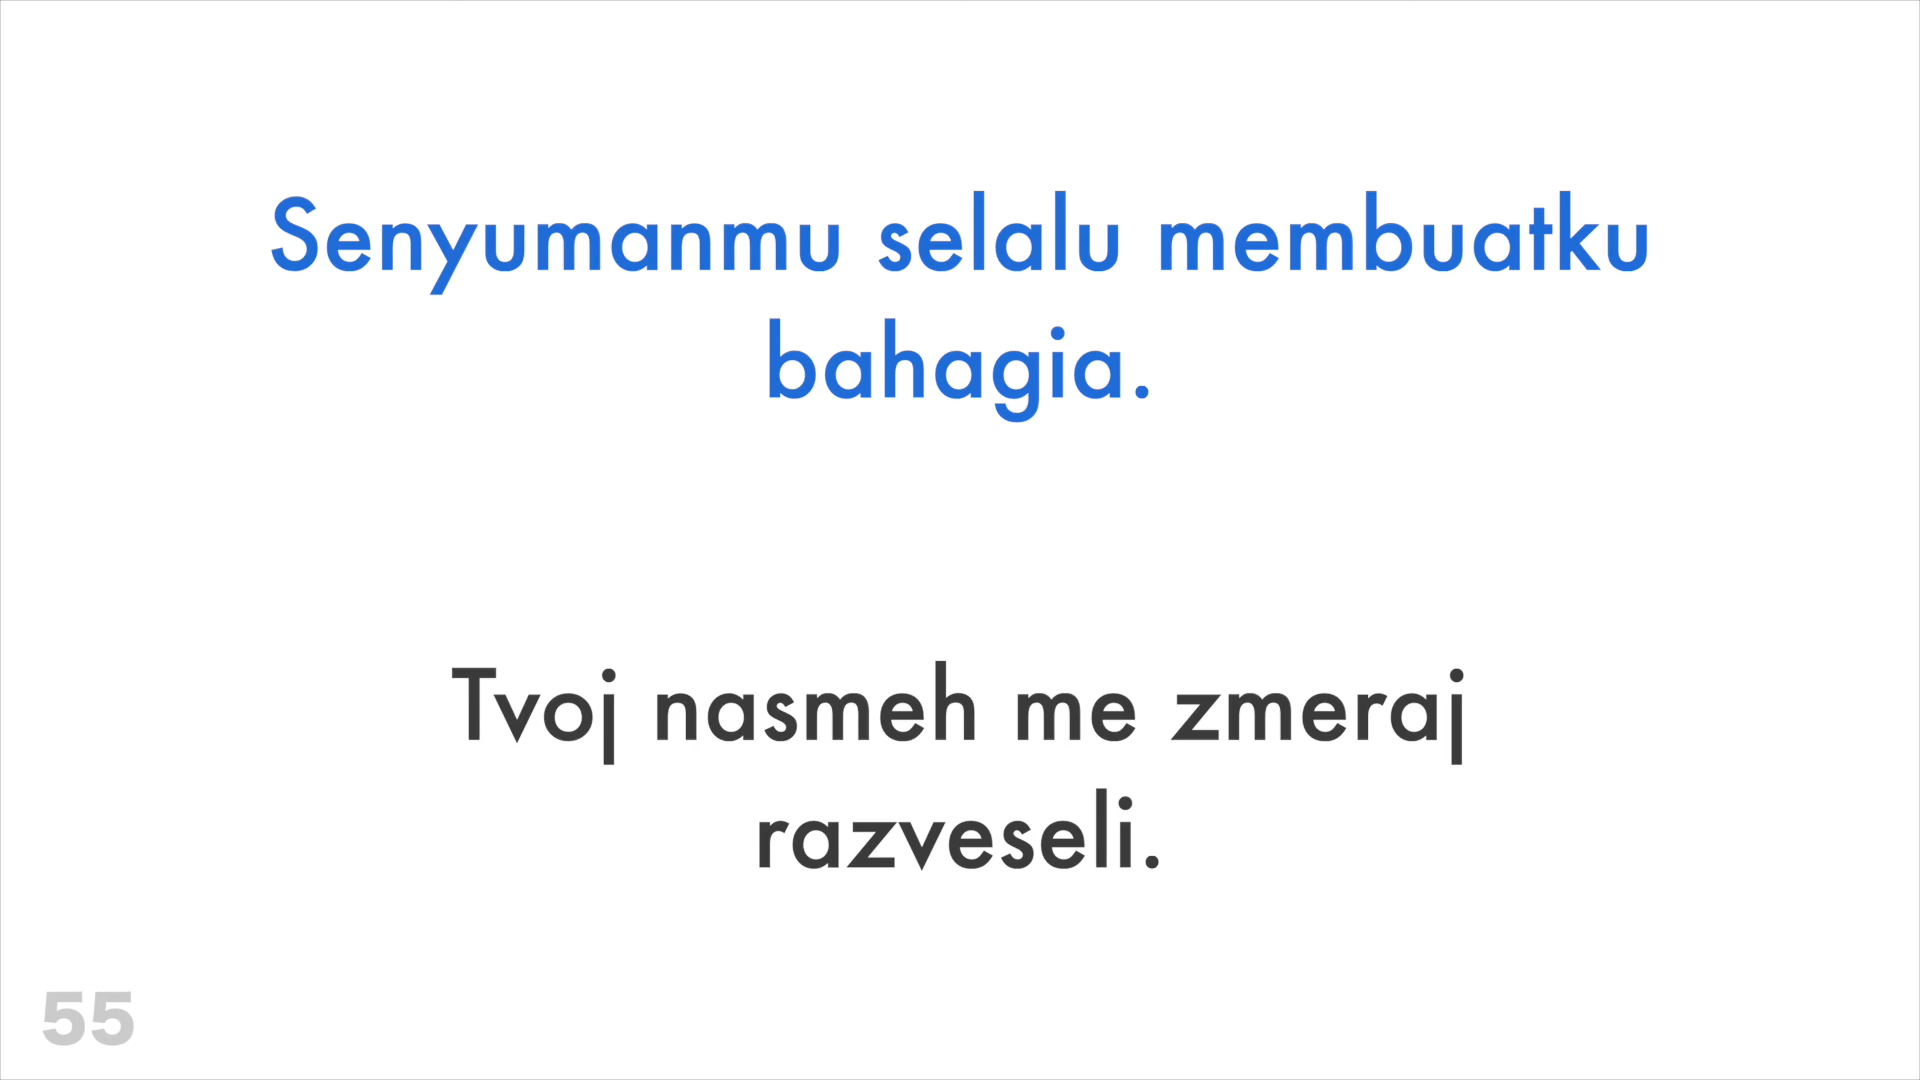 Senyumanmu selalu membuatku
bahagia.
Tvoj nasmeh me zmeraj
razveseli.
55